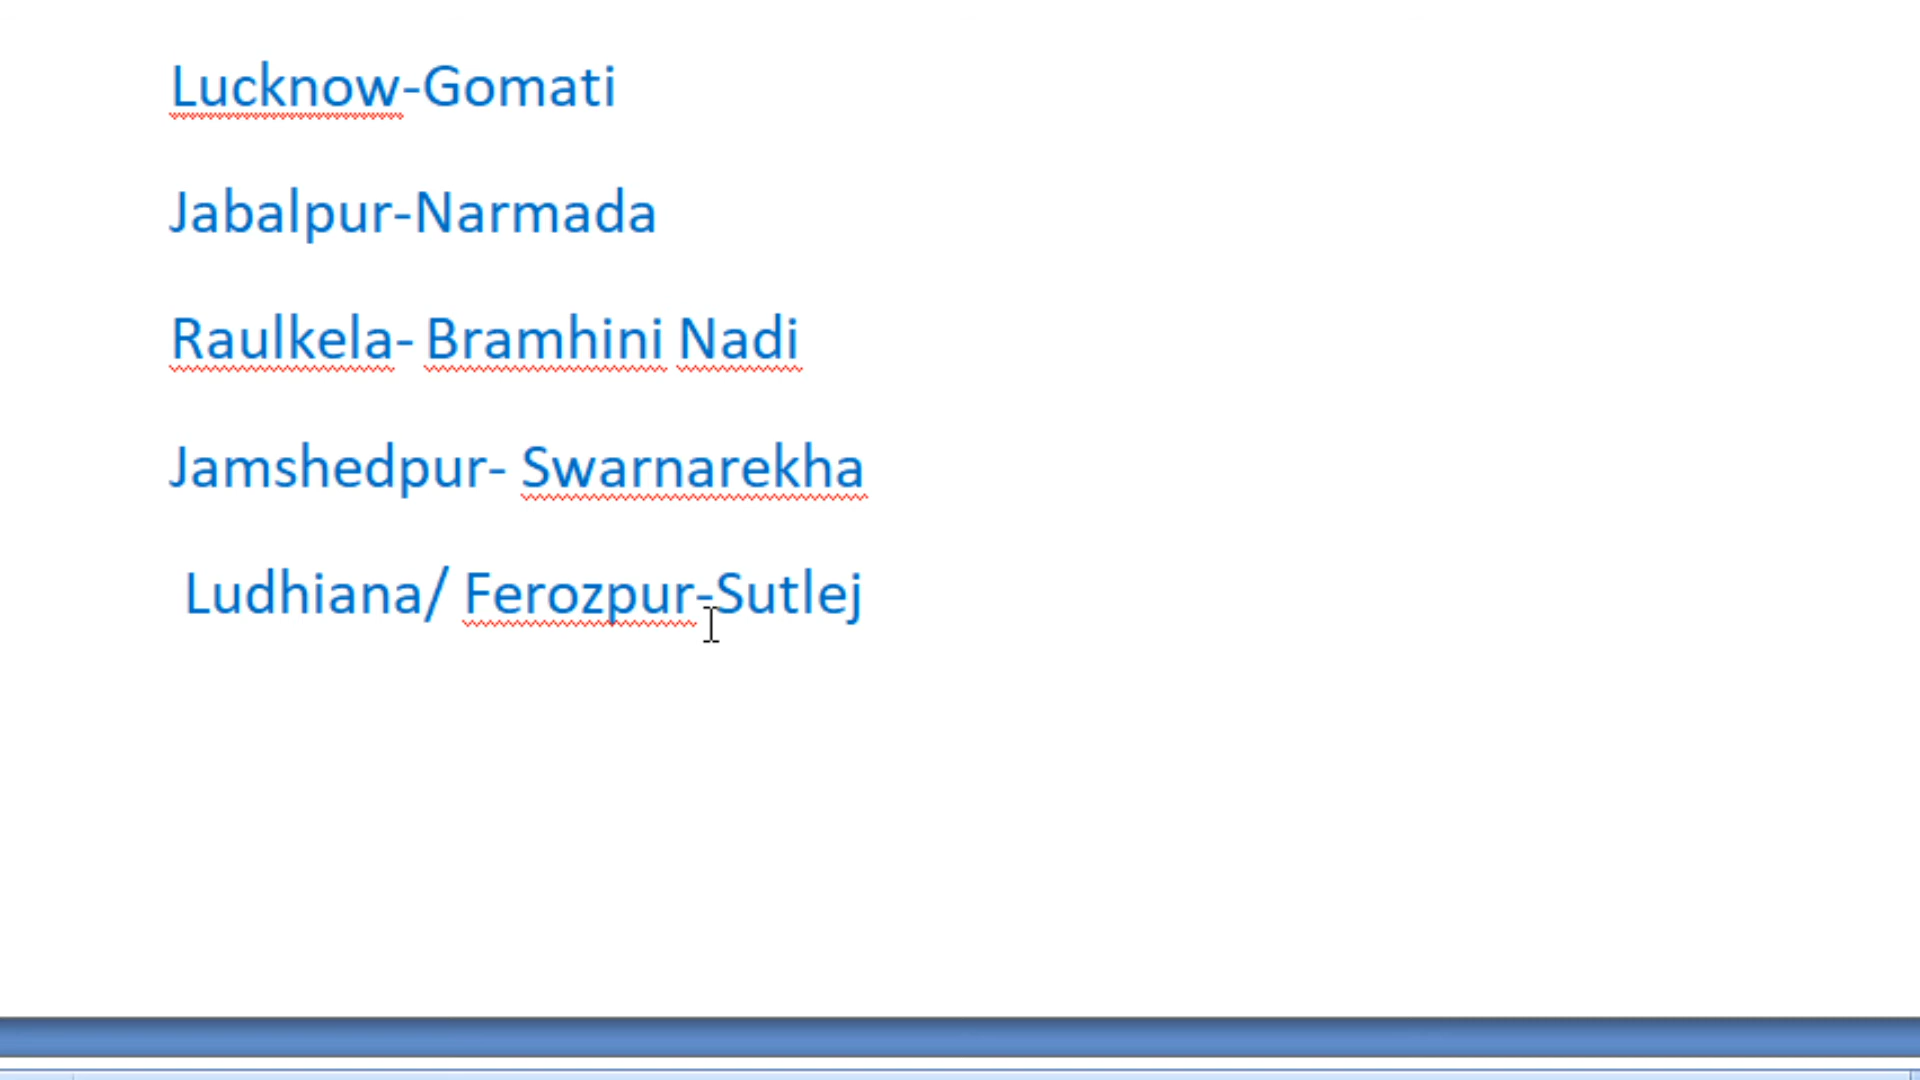 Lucknow-Gomati
Jabalpur-Narmada
Raulkela- Bramhini Nadi
Jamshedpur- Swarnarekha
Ludhiana/ Ferozpur-Sutlej